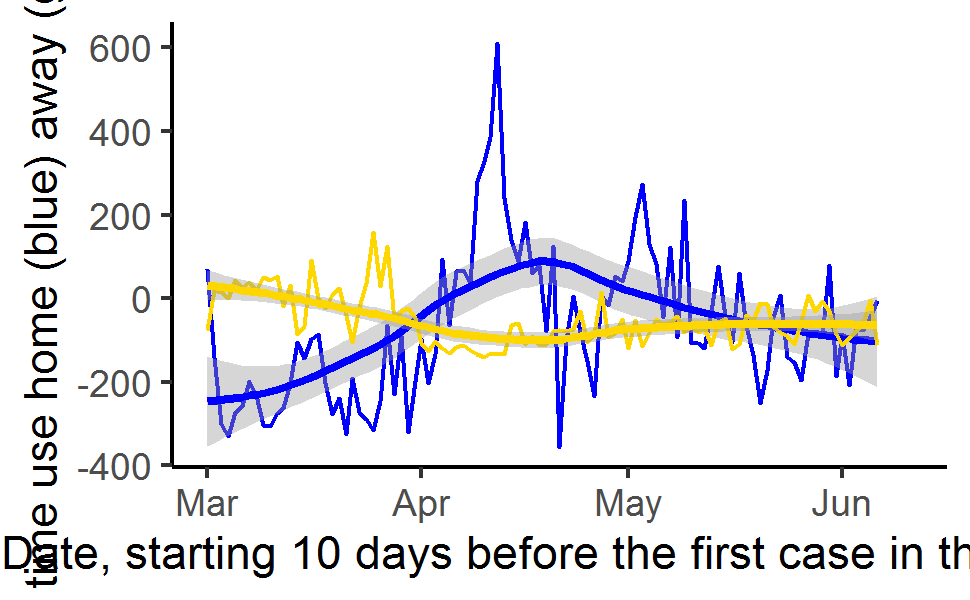 time use home (blue) away (
600
400
200
0
-200
-400
Mar Apr May Jun
Date, starting 10 days before the first case in th